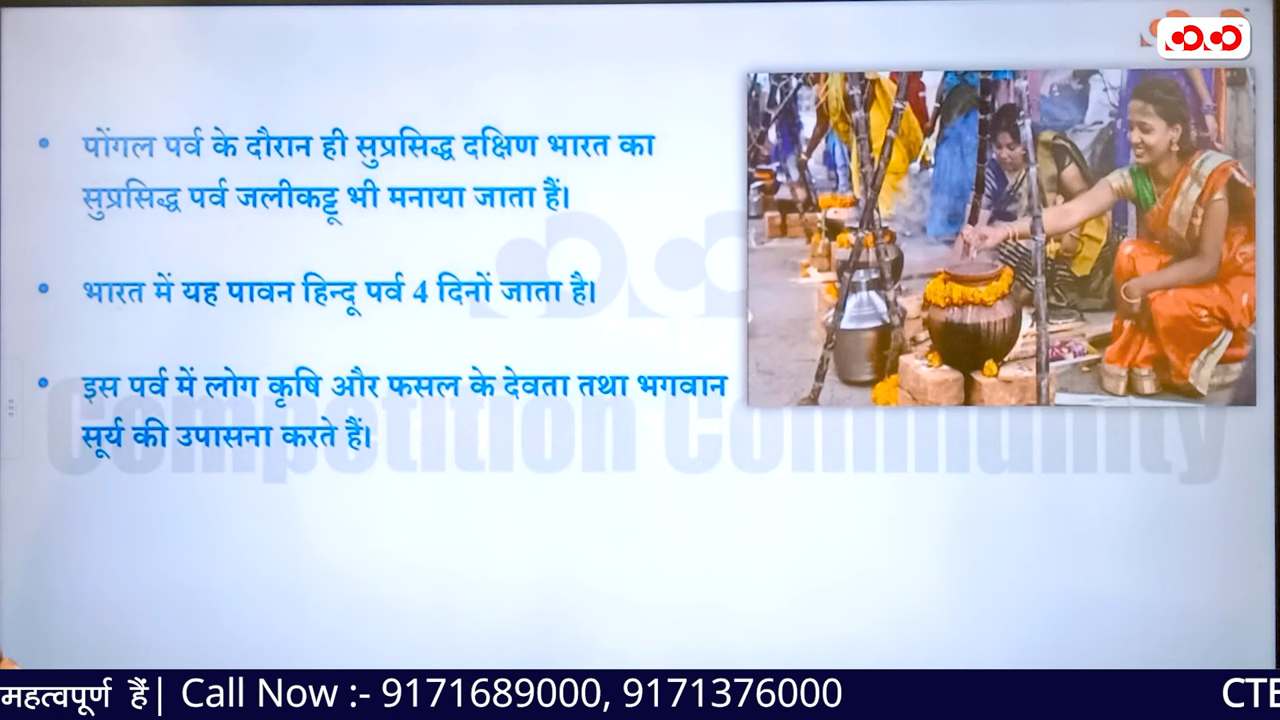 पोंगल पर्व के दौरान ही सुप्रसिद्ध दक्षिण भारत का
सुप्रसिद्ध पर्व जलीकट्टू भी मनाया जाता हैं।
भारत में यह पावन हिन्दू पर्व 4 दिनों जाता है।
इस पर्व में लोग कृषि और फसल के देवता तथा भगवान
सूर्य की उपासना करते हैं।
Competition Community
महत्वपूर्ण हैं| Call Now :- 9171689000, 9171376000